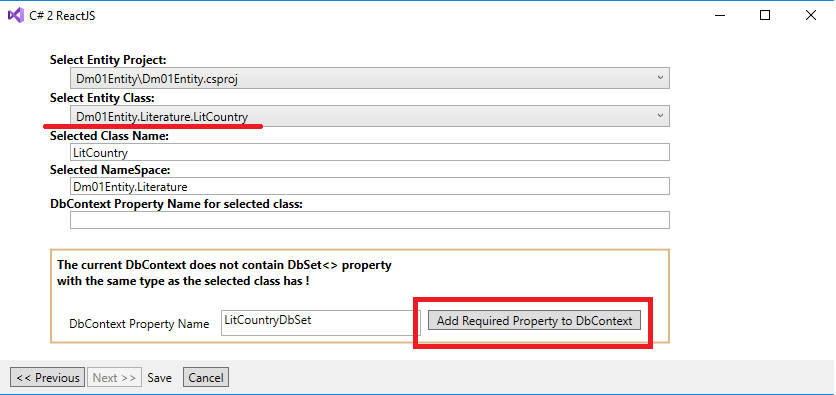 C# 2 ReactJS
Select Entity Project:
Dm01Entity\Dm01Entity.csproj
Select Entity Class:
Dm01Entity.Literature.LitCountry
Selected Class Name:
LitCountry
Selected NameSpace:
Dm01Entity.Literature
DbContext Property Name for selected class:
The current DbContext does not contain DbSet<> property
with the same type as the selected class has !
DbContext Property Name LitCountryDbSet Add Required Property to DbContext
<< Previous Next >> Save Cancel